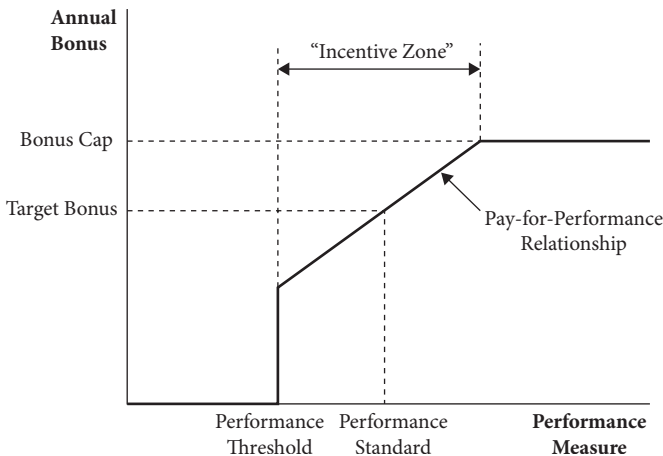 Annual
Bonus
“Incentive Zone”
Bonus Cap
Target Bonus
Pay-for-Performance
Relationship
Performance
Threshold
Performance
Standard
Performance
Measure